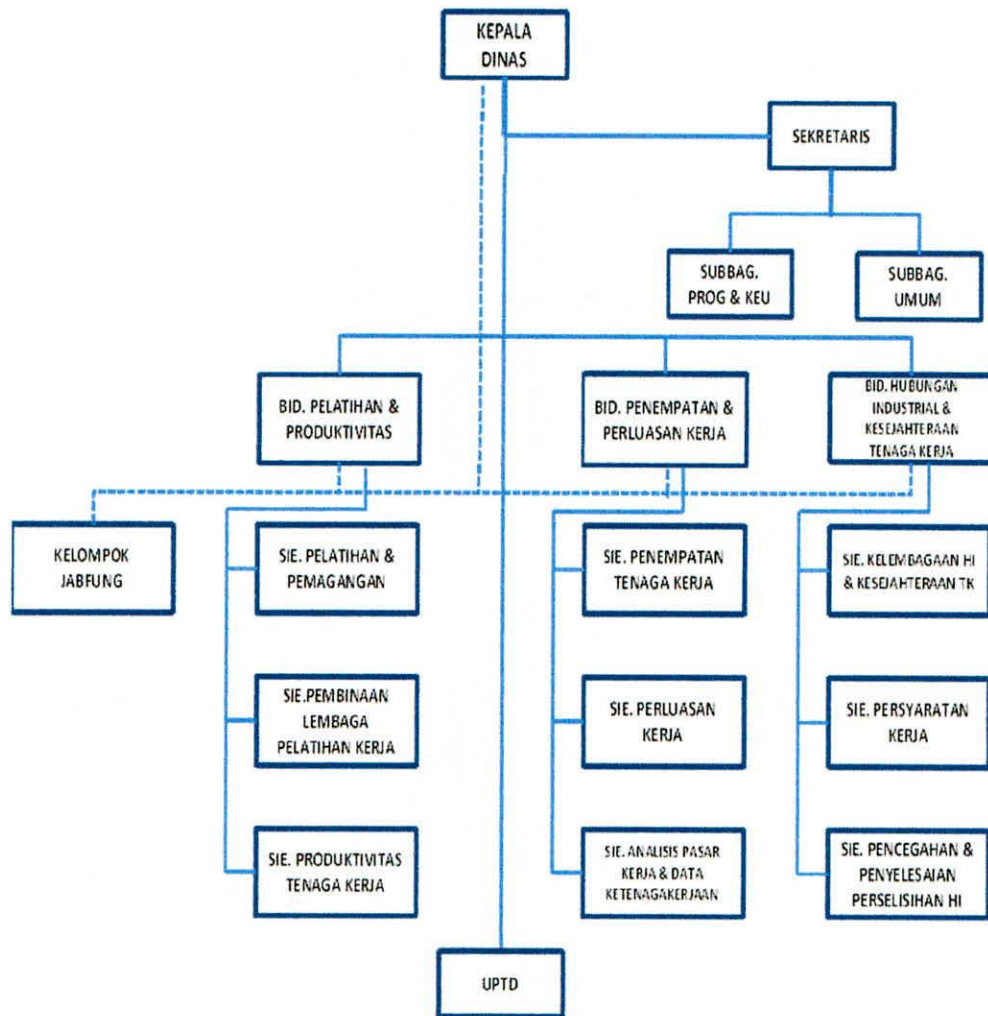 KEPALA
DINAS
SEKRETARIS
SUBBAG.
PROG & KEU
SUBBAG.
UMUM
BID. PELATIHAN &
PRODUKTIVITAS
BID. PENEMPATAN &
PERLUASAN KERJA
BID. HUBUNGAN
INDUSTRIAL &
KESEJAHTERAAN
TENAGA KERJA
KELOMPOK
JABFUNG
SIE. PELATIHAN &
PEMAGANGAN
SIE. PENEMPATAN
TENAGA KERJA
SIE. KELEMBAGAAN HI
& KESEJAHTERAAN TK
SIE.PEMBINAAN
LEMBAGA
PELATIHAN KERJA
SIE. PERLUASAN
KERJA
SIE. PERSYARATAN
KERJA
SIE. PRODUKTIVITAS
TENAGA KERJA
SIE. ANALISIS PASAR
KERJA & DATA
KETENAGAKERJAAN
SIE. PENCEGAHAN &
PENYELESAIAN
PERSELISIHAN HI
UPTD